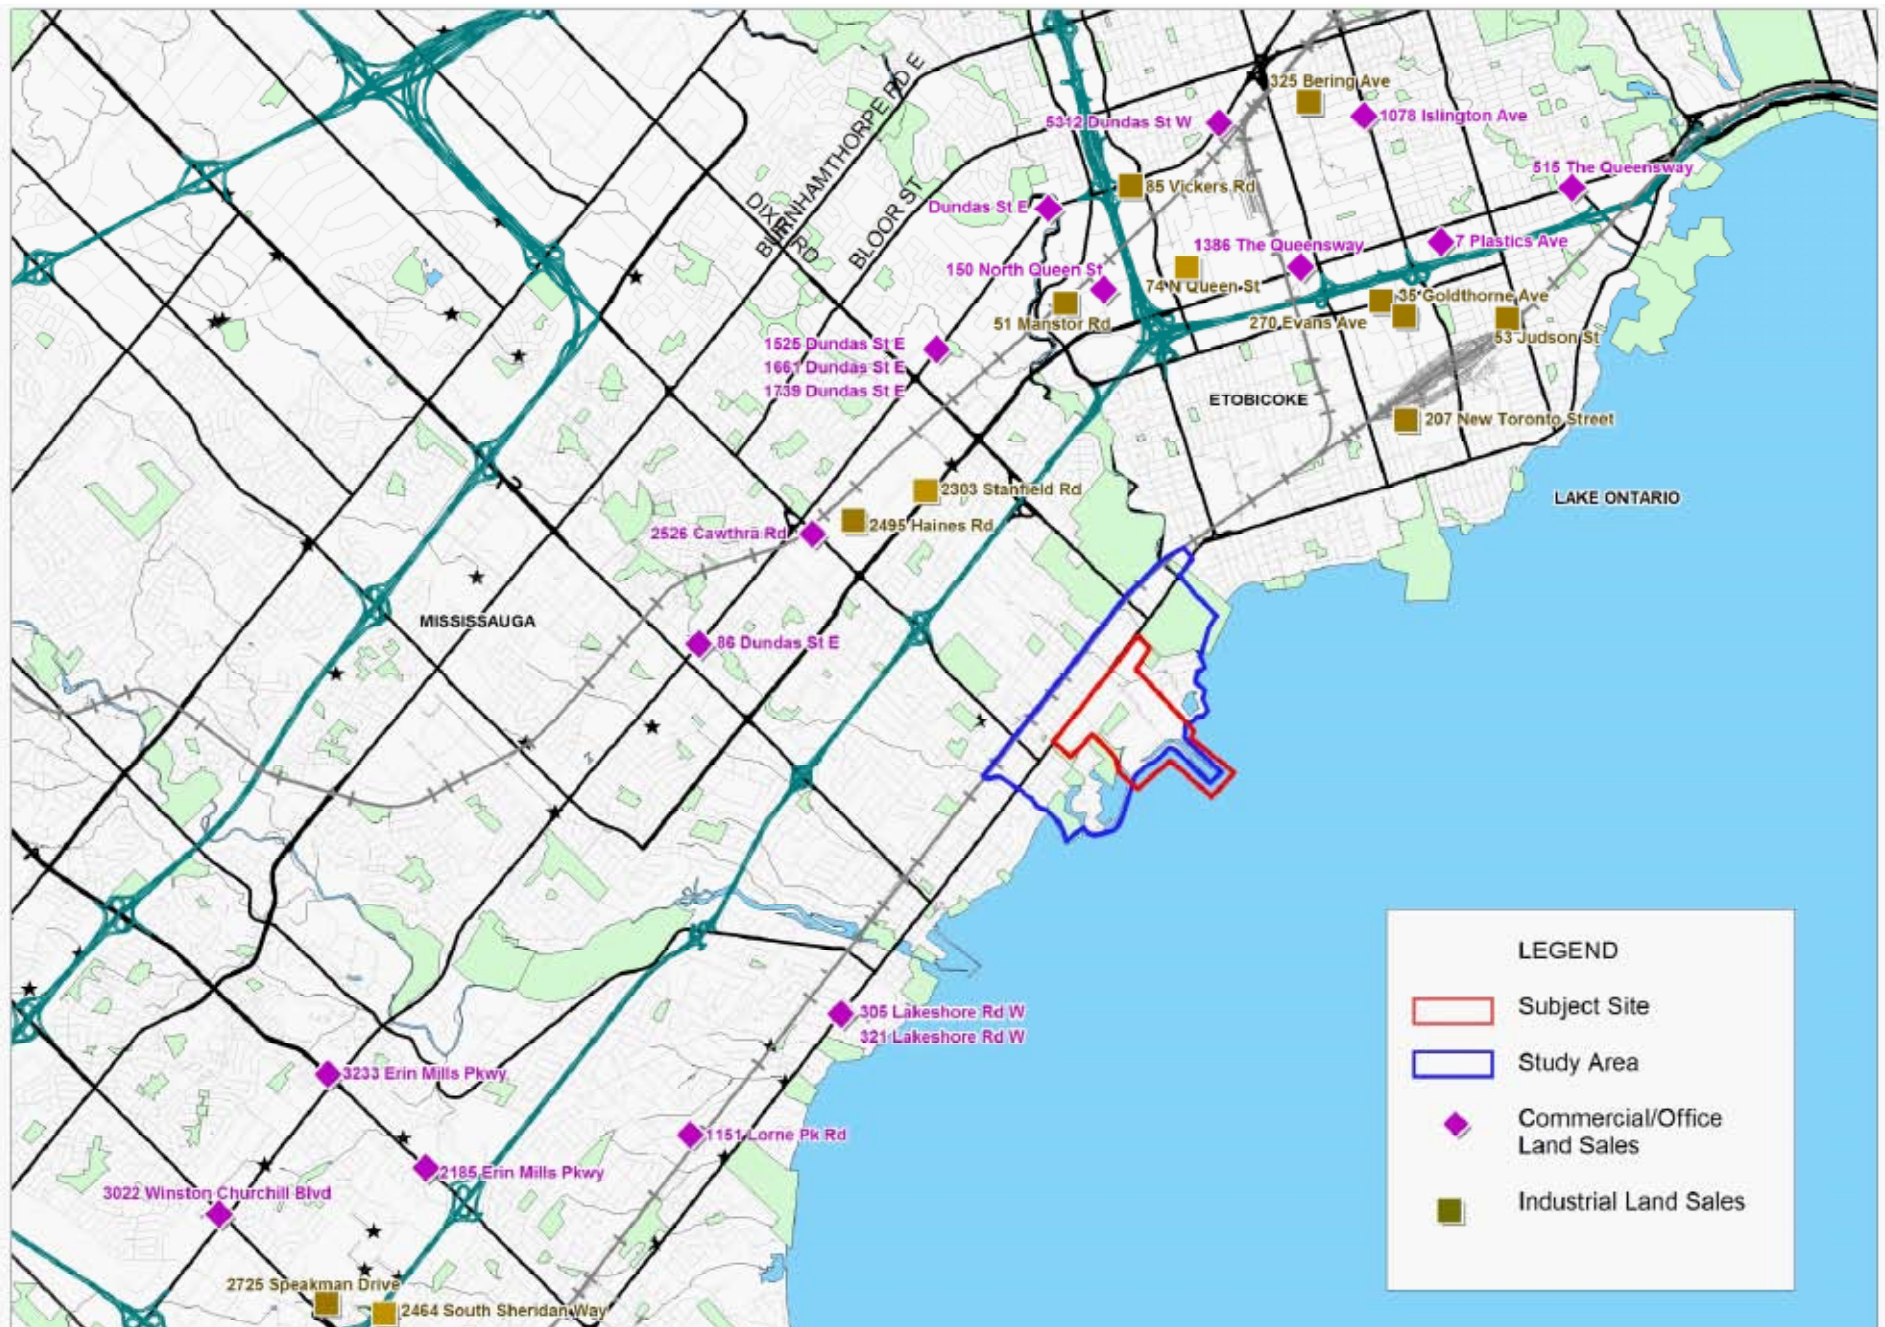 325 Bering Ave
5312 Dundas St W
1078 Islington Ave
BURNHAMTHORPE RD E
515 The Queensway
85 Vickers Rd
DIXIE RD
BLOOR ST
Dundas St E
7 Plastics Ave
1386 The Queensway
150 North Queen St
74 N Queen St
35 Goldthorne Ave
51 Manstor Rd
270 Evans Ave
53 Judson St
1525 Dundas St E
1661 Dundas St E
1739 Dundas St E
ETOBICOKE
207 New Toronto Street
2303 Stanfield Rd
LAKE ONTARIO
2495 Haines Rd
2526 Cawthra Rd
MISSISSAUGA
86 Dundas St E
LEGEND
Subject Site
Study Area
Commercial/Office
Land Sales
Industrial Land Sales
305 Lakeshore Rd W
321 Lakeshore Rd W
3233 Erin Mills Pkwy
1151 Lorne Pk Rd
2185 Erin Mills Pkwy
3022 Winston Churchill Blvd
2725 Speakman Drive
2464 South Sheridan Way